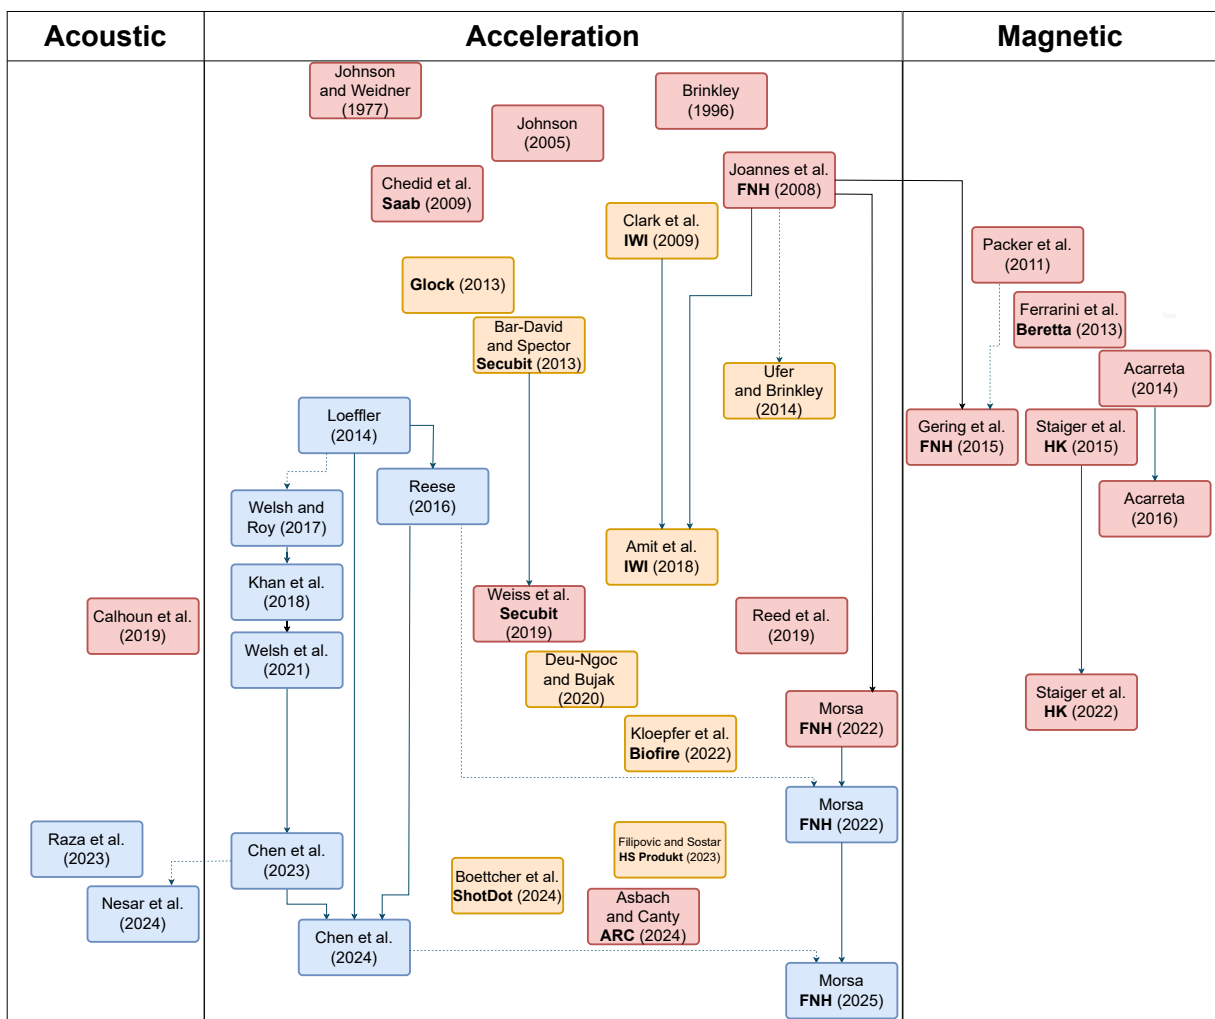 Acoustic
Acceleration
Magnetic
Johnson
and Weidner
(1977)
Brinkley
(1996)
Johnson
(2005)
Joannes et al.
FNH (2008)
Chedid et al.
Saab (2009)
Clark et al.
IWI (2009)
Packer et al.
(2011)
Glock (2013)
Ferrarini et al.
Beretta (2013)
Bar-David
and Spector
Secubit (2013)
Acarreta
(2014)
Ufer
and Brinkley
(2014)
Loeffler
(2014)
Gering et al.
FNH (2015)
Staiger et al.
HK (2015)
Reese
(2016)
Acarreta
(2016)
Welsh and
Roy (2017)
Amit et al.
IWI (2018)
Khan et al.
(2018)
Weiss et al.
Secubit
(2019)
Calhoun et al.
(2019)
Reed et al.
(2019)
Welsh et al.
(2021)
Deu-Ngoc
and Bujak
(2020)
Staiger et al.
HK (2022)
Morsa
FNH (2022)
Kloepfer et al.
Biofire (2022)
Morsa
FNH (2022)
Raza et al.
(2023)
Chen et al.
(2023)
Filipovic and Sostar
HS Produkt (2023)
Boettcher et al.
ShotDot (2024)
Nesar et al.
(2024)
Asbach
and Canty
ARC (2024)
Chen et al.
(2024)
Morsa
FNH (2025)